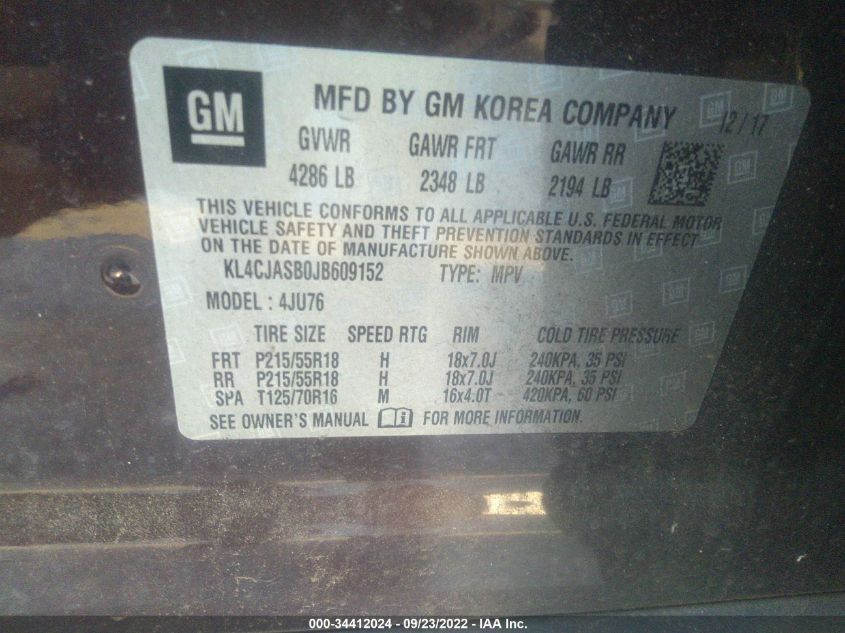 GM
MFD BY GM KOREA COMPANY 12/17
GVWR GAWR FRT GAWR RR
4286 LB 2348 LB 2194 LB
THIS VEHICLE CONFORMS TO ALL APPLICABLE U.S. FEDERAL MOTOR
VEHICLE SAFETY AND THEFT PREVENTION STANDARDS IN EFFECT
ON THE DATE OF MANUFACTURE SHOWN ABOVE.
KL4CJASB0JB609152 TYPE: MPV
MODEL : 4JU76
TIRE SIZE SPEED RTG RIM COLD TIRE PRESSURE
FRT P215/55R18 H 18x7.0J 240KPA, 35 PSI
RR P215/55R18 H 18x7.0J 240KPA, 35 PSI
SPA T125/70R16 M 16x4.0T 420KPA, 60 PSI
SEE OWNER'S MANUAL FOR MORE INFORMATION.
000-34412024 - 09/23/2022 - IAA Inc.